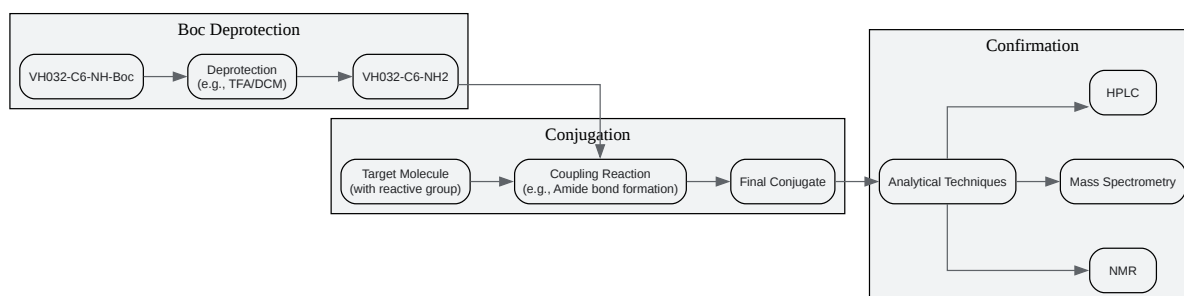 Boc Deprotection
VH032-C6-NH-Boc
Deprotection
(e.g., TFA/DCM)
VH032-C6-NH2
Conjugation
Target Molecule
(with reactive group)
Coupling Reaction
(e.g., Amide bond formation)
Final Conjugate
Confirmation
Analytical Techniques
HPLC
Mass Spectrometry
NMR